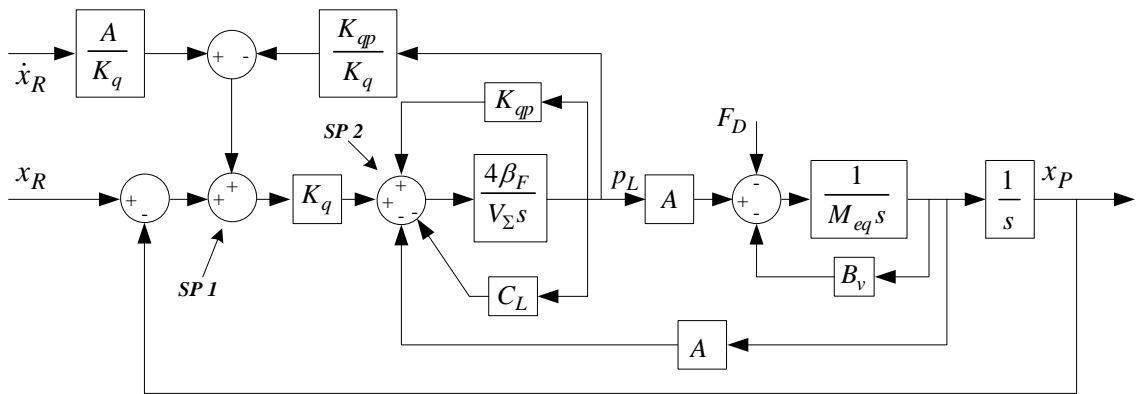 A
K_q
ẋ_R
+ -
K_qp
K_q
K_qp
SP 2
F_D
x_R
+ -
+ +
K_q
+ + - -
4β_F
V_Σ s
p_L
A
- -
1
M_eq s
1
s
x_P
SP 1
C_L
B_v
A